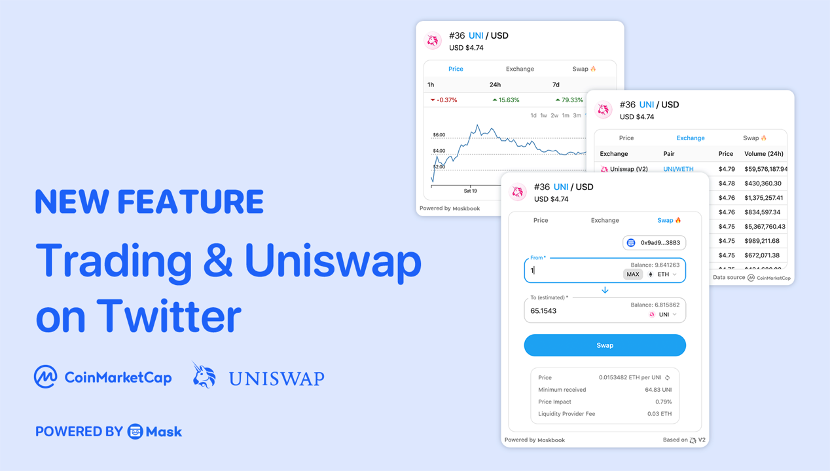 NEW FEATURE
Trading & Uniswap
on Twitter
CoinMarketCap
UNISWAP
POWERED BY Mask
#36 UNI / USD
USD $4.74
Price Exchange Swap
1h 24h 7d
-0.37% 15.63% 79.33%
1d 1w 2w 1m 3m
$6.00
$4.00
$2.00
Sat 19
Powered by Maskbook
#36 UNI / USD
USD $4.74
Price Exchange Swap
Exchange Pair Price Volume (24h)
Uniswap (V2) UNI/WETH $4.79 $59,576,187.94
$4.78 $430,360.30
$4.76 $1,375,257.41
$4.76 $834,597.34
$4.75 $5,367,760.43
$4.75 $989,211.68
$4.75 $672,071.38
Data source CoinMarketCap
#36 UNI / USD
USD $4.74
Price Exchange Swap
0x9ad9...3893
From*
Balance: 9.641263
1 MAX ETH
To (estimated) *
Balance: 6.815862
65.1543 UNI
Swap
Price 0.0153482 ETH per UNI
Minimum received 64.83 UNI
Price Impact 0.79%
Liquidity Provider Fee 0.03 ETH
Powered by Maskbook Based on V2